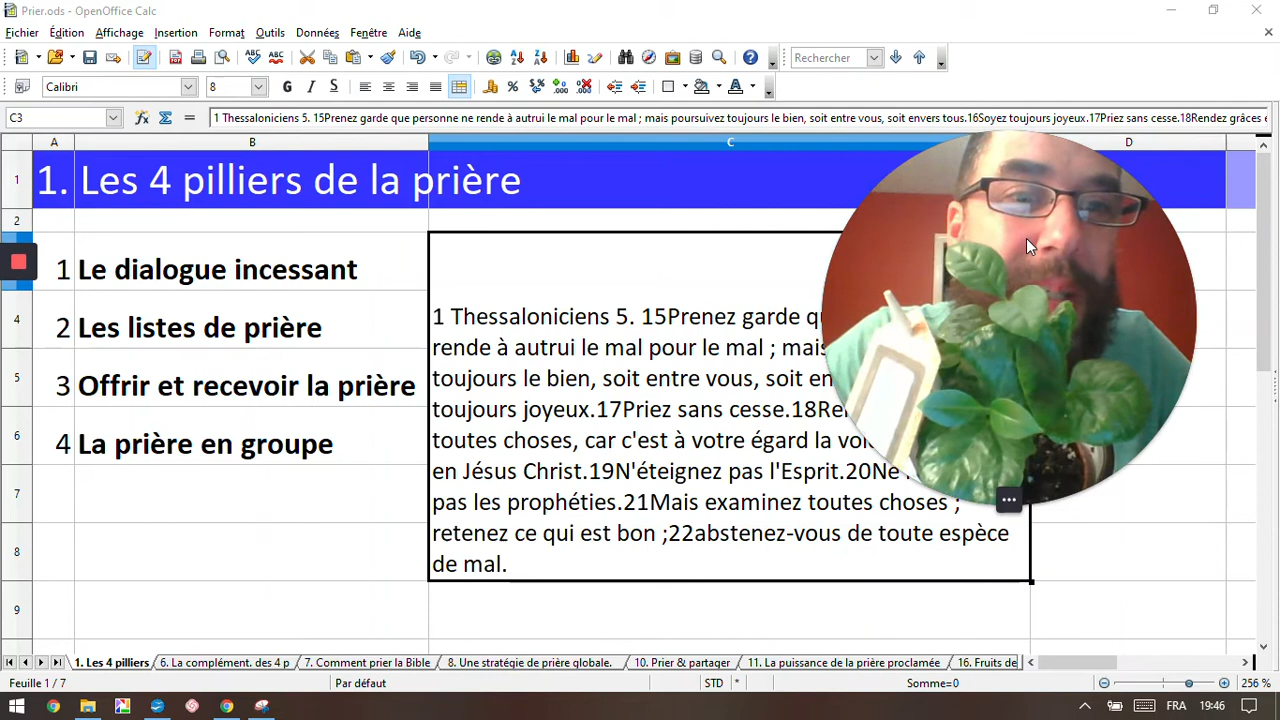 Prier.ods - OpenOffice Calc
Fichier Édition Affichage Insertion Format Outils Données Fenêtre Aide
Rechercher
Calibri 8 G I S
C3 1 Thessaloniciens 5. 15Prenez garde que personne ne rende à autrui le mal pour le mal ; mais poursuivez toujours le bien, soit entre vous, soit envers tous.16Soyez toujours joyeux.17Priez sans cesse.18Rendez grâces
A B C D
1 1. Les 4 pilliers de la prière
2
1 Le dialogue incessant
4 2 Les listes de prière
5 3 Offrir et recevoir la prière
6 4 La prière en groupe
7
8
9
1 Thessaloniciens 5. 15Prenez garde
rende à autrui le mal pour le mal ;
toujours le bien, soit entre vous, soit
toujours joyeux.17Priez sans cesse.
toutes choses, car c'est à votre égard la
en Jésus Christ.19N'éteignez pas l'Esprit.
pas les prophéties.21Mais examinez toutes choses ;
retenez ce qui est bon ;22abstenez-vous de toute espèce
de mal.
1. Les 4 pilliers 6. La complément. des 4 p 7. Comment prier la Bible 8. Une stratégie de prière globale. 10. Prier & partager 11. La puissance de la prière proclamée 16. Fruits de
Feuille 1 / 7 Par défaut STD * Somme=0 256 %
FRA 19:46